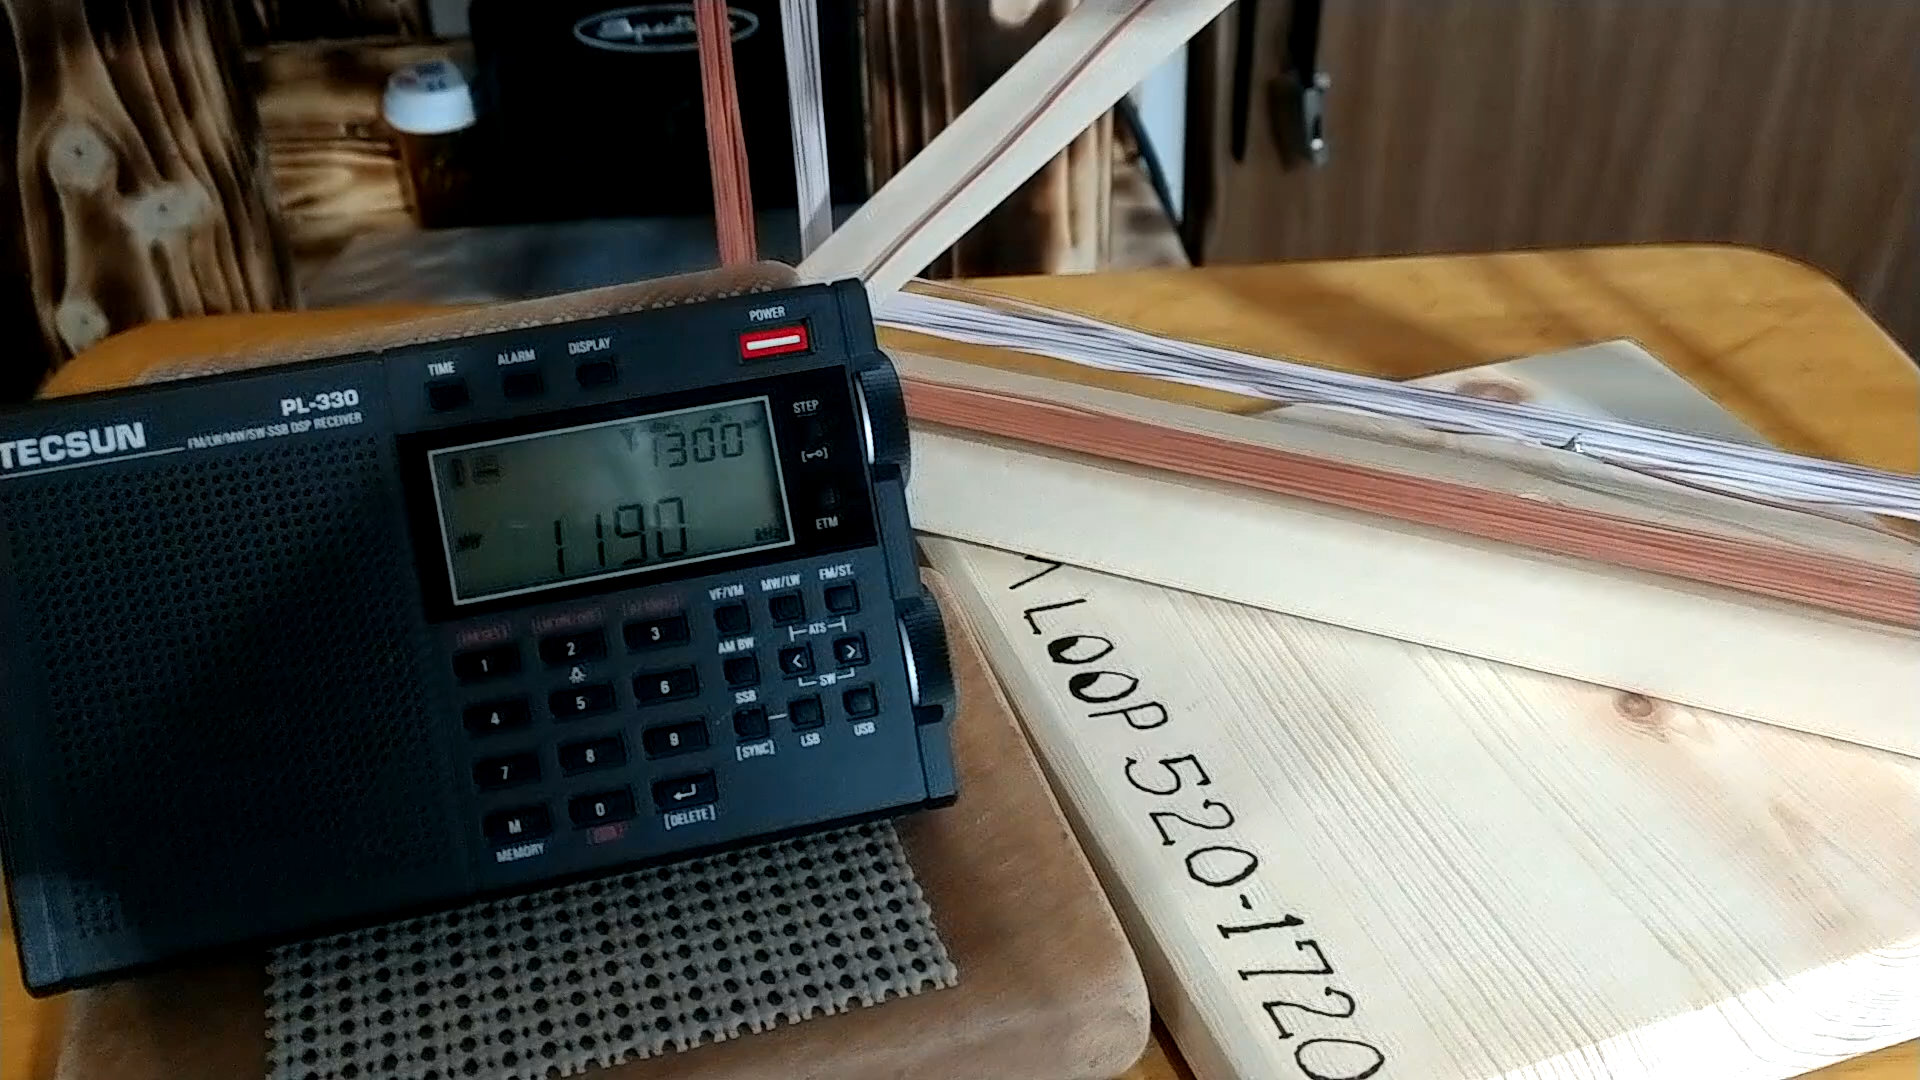 POWER
TIME ALARM DISPLAY
PL-330
TECSUN
FM/LW/MW/SW-SSB DSP RECEIVER
STEP
1300
ETM
MW 1190 kHz
VF/VM MW/LW FM/ST.
1 2 3
ATS
AM BW < >
4 5 6
SW
SSB
[SYNC] LSB USB
7 8 9
M 0
MEMORY [DELETE]
LOOP 520-1720